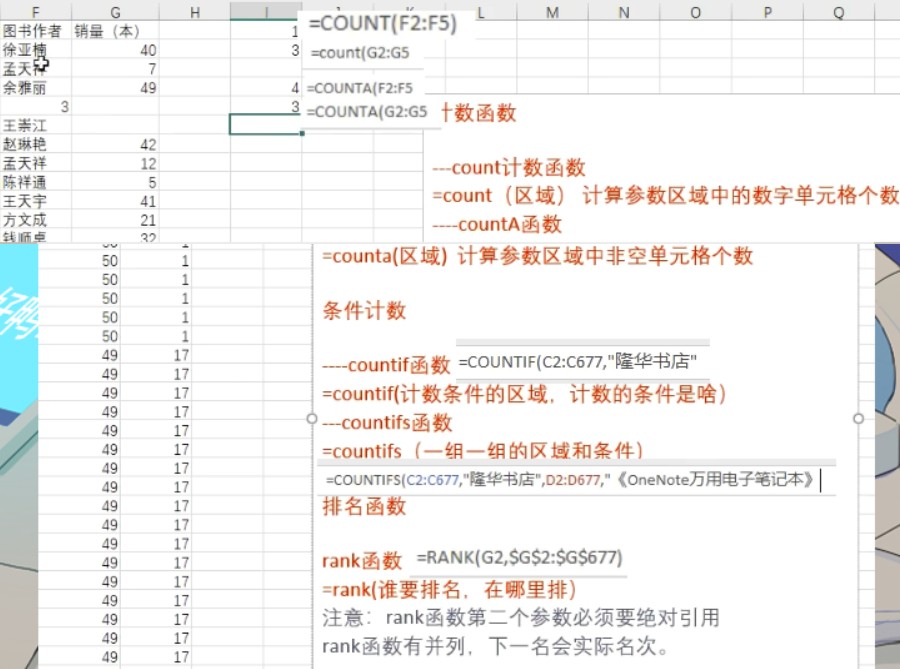 F G H I L M N O P Q
图书作者 销量（本） 1 =COUNT(F2:F5)
徐亚楠 40 3 =count(G2:G5
孟天祥 7
余雅丽 49 4 =COUNTA(F2:F5
3 3 =COUNTA(G2:G5 计数函数
王崇江
赵琳艳 42 ---count计数函数
孟天祥 12
陈祥通 5 =count（区域） 计算参数区域中的数字单元格个数
王天宇 41
方文成 21 ----countA函数
钱顺卓 32
50 1 =counta(区域) 计算参数区域中非空单元格个数
50 1
50 1
50 1 条件计数
50 1
50 1
49 17 ----countif函数 =COUNTIF(C2:C677,"隆华书店"
49 17
49 17 =countif(计数条件的区域，计数的条件是啥）
49 17 ---countifs函数
49 17
49 17 =countifs（一组一组的区域和条件）
49 17
49 17 =COUNTIFS(C2:C677,"隆华书店",D2:D677,"《OneNote万用电子笔记本》
49 17 排名函数
49 17
49 17
49 17 rank函数 =RANK(G2,$G$2:$G$677)
49 17
49 17 =rank(谁要排名，在哪里排）
49 17 注意：rank函数第二个参数必须要绝对引用
49 17 rank函数有并列，下一名会实际名次。
49 17